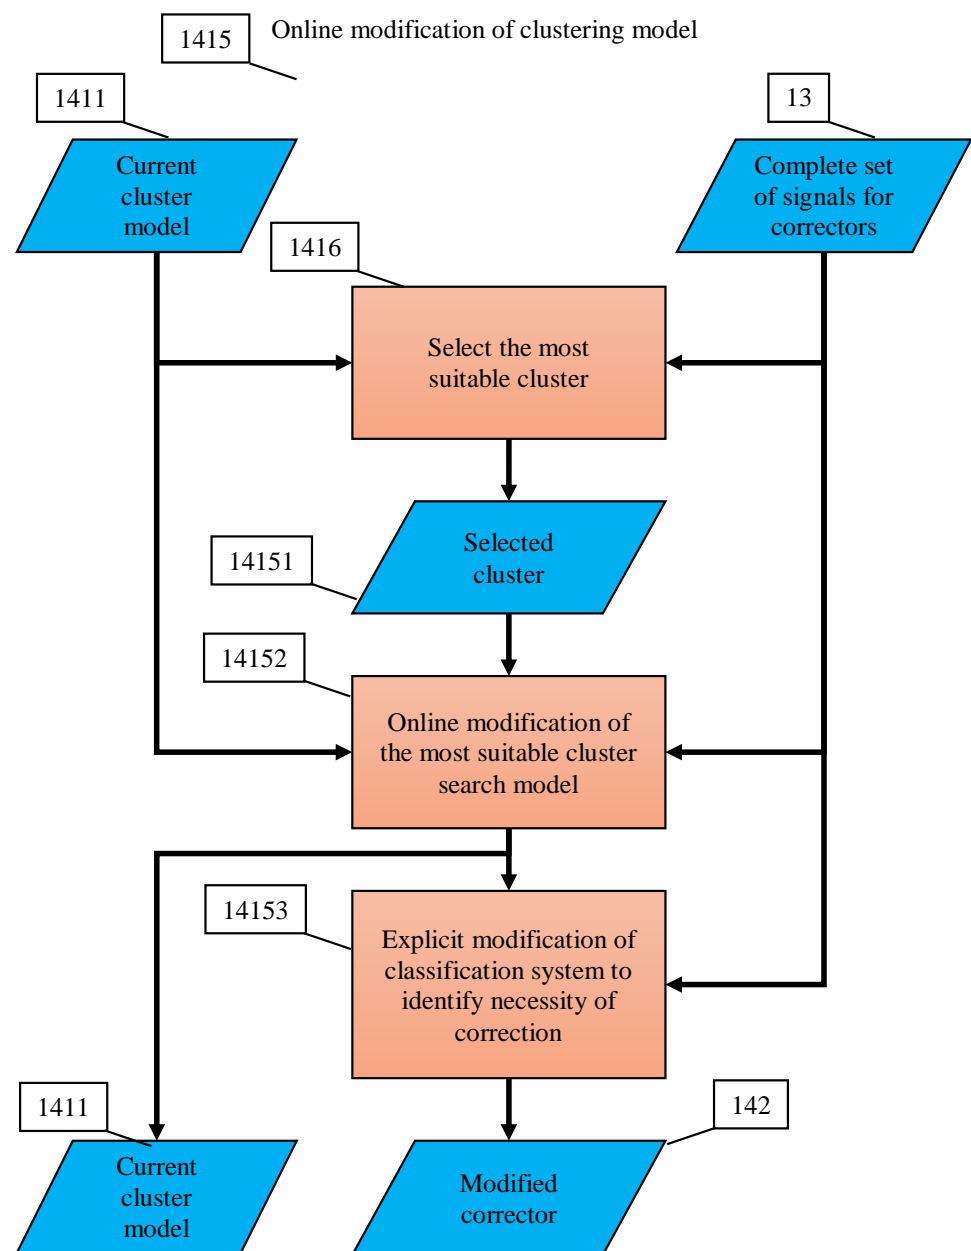 1415
Online modification of clustering model
1411
13
Current
cluster
model
Complete set
of signals for
correctors
1416
Select the most
suitable cluster
14151
Selected
cluster
14152
Online modification of
the most suitable cluster
search model
14153
Explicit modification of
classification system to
identify necessity of
correction
1411
142
Current
cluster
model
Modified
corrector